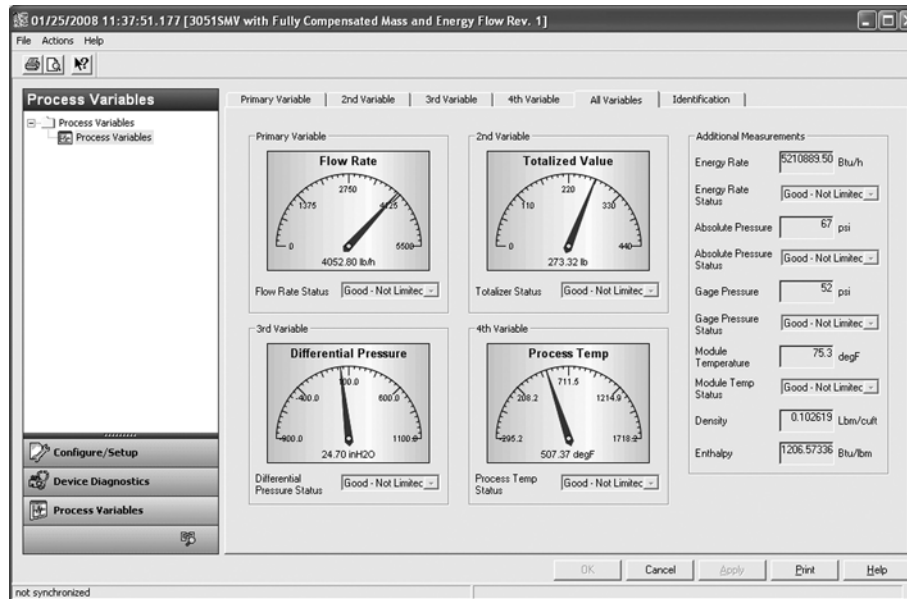 01/25/2008 11:37:51.177 [3051SMV with Fully Compensated Mass and Energy Flow Rev. 1]
File Actions Help
Process Variables
Process Variables
Process Variables
Configure/Setup
Device Diagnostics
Process Variables
Primary Variable 2nd Variable 3rd Variable 4th Variable All Variables Identification
Primary Variable
Flow Rate
0 1375 2750 4125 5500
4052.80 lb/h
Flow Rate Status Good - Not Limitec
2nd Variable
Totalized Value
0 110 220 330 440
273.32 lb
Totalizer Status Good - Not Limitec
3rd Variable
Differential Pressure
-900.0 -400.0 100.0 600.0 1100.0
24.70 inH2O
Differential
Pressure Status Good - Not Limitec
4th Variable
Process Temp
-295.2 208.2 711.5 1214.9 1718.2
507.37 degF
Process Temp
Status Good - Not Limitec
Additional Measurements
Energy Rate 5210889.50 Btu/h
Energy Rate
Status Good - Not Limitec
Absolute Pressure 67 psi
Absolute Pressure
Status Good - Not Limitec
Gage Pressure 52 psi
Gage Pressure
Status Good - Not Limitec
Module
Temperature 75.3 degF
Module Temp
Status Good - Not Limitec
Density 0.102619 Lbm/cuft
Enthalpy 1206.57336 Btu/lbm
OK Cancel Apply Print Help
not synchronized